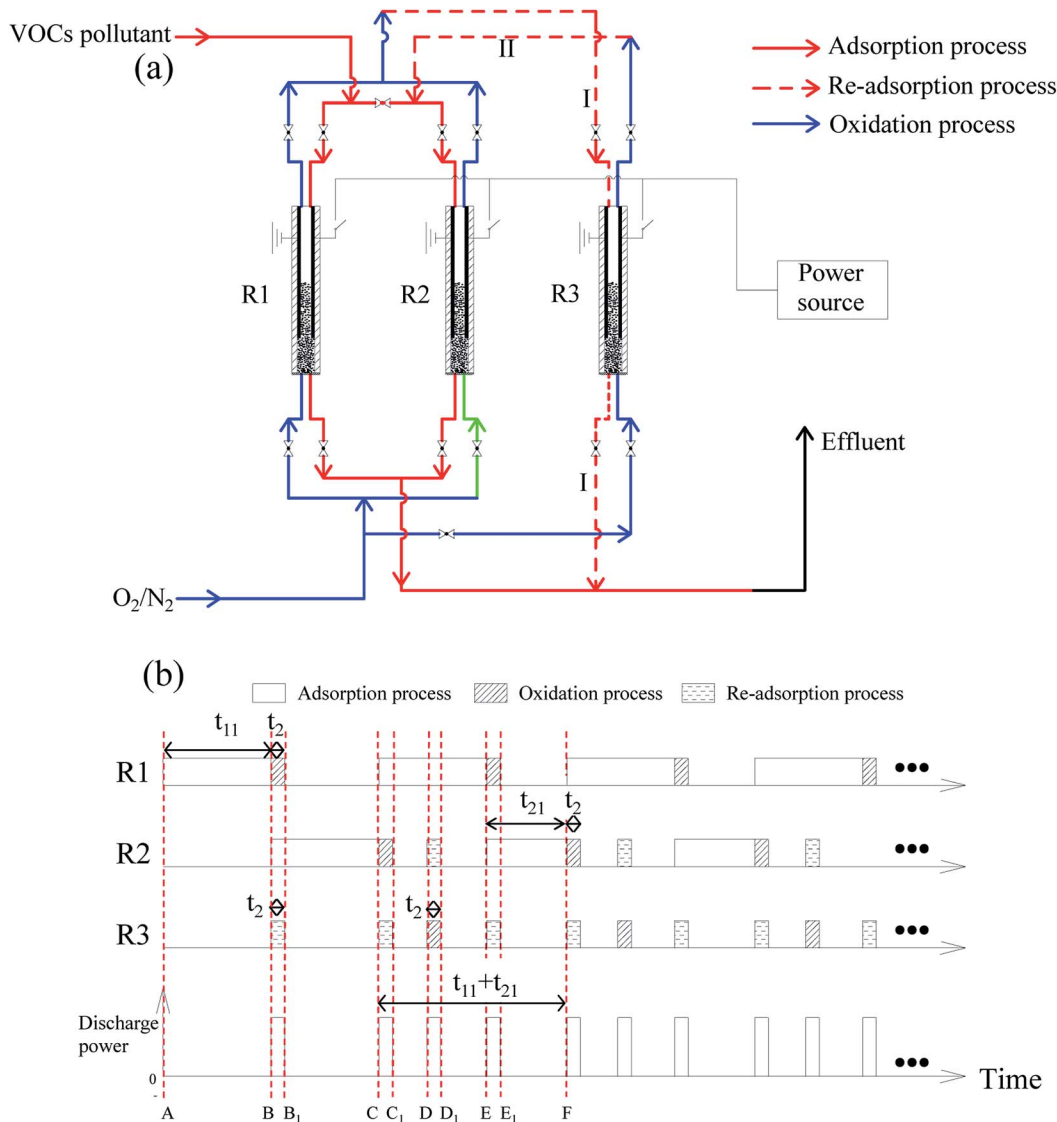 VOCs pollutant
(a)
II
I
Adsorption process
Re-adsorption process
Oxidation process
R1
R2
R3
Power
source
I
Effluent
O₂/N₂
(b)
Adsorption process
Oxidation process
Re-adsorption process
t₁₁
t₂
R1
t₂₁
t₂
R2
t₂
t₂
R3
t₁₁+t₂₁
Discharge
power
0
-
Time
A
B
B₁
C
C₁
D
D₁
E
E₁
F